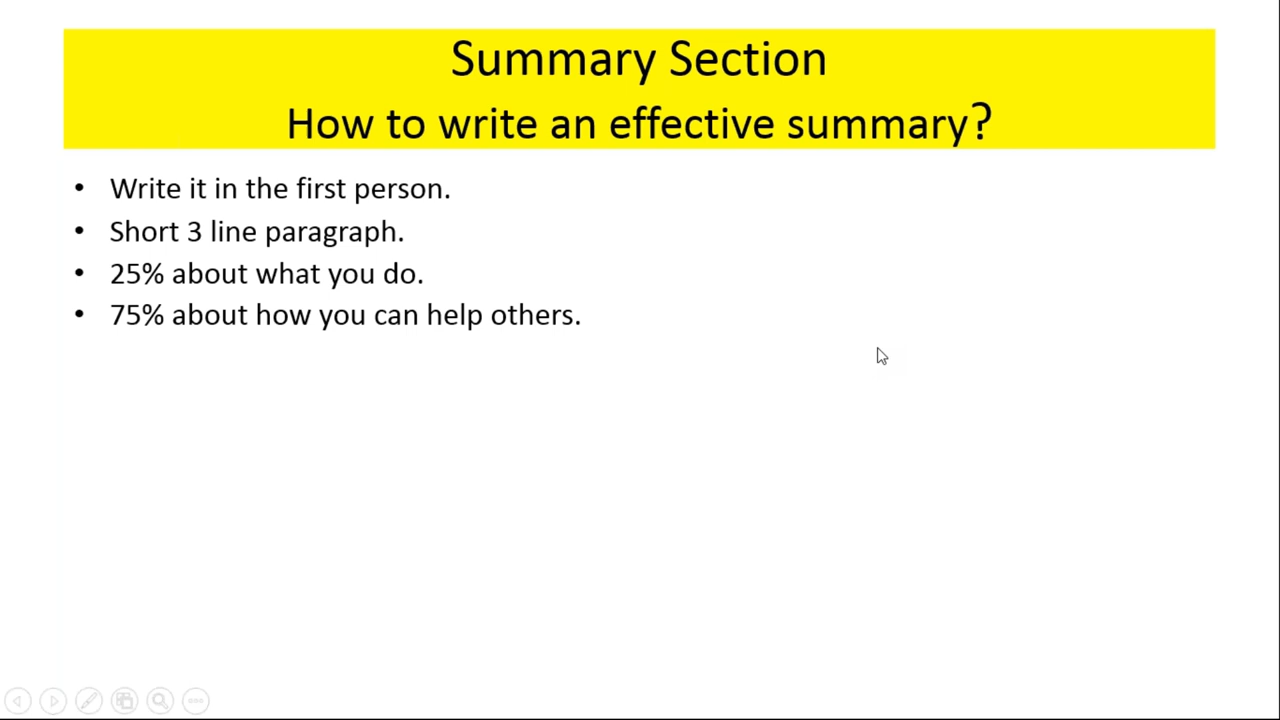 Summary Section
How to write an effective summary?
• Write it in the first person.
• Short 3 line paragraph.
• 25% about what you do.
• 75% about how you can help others.